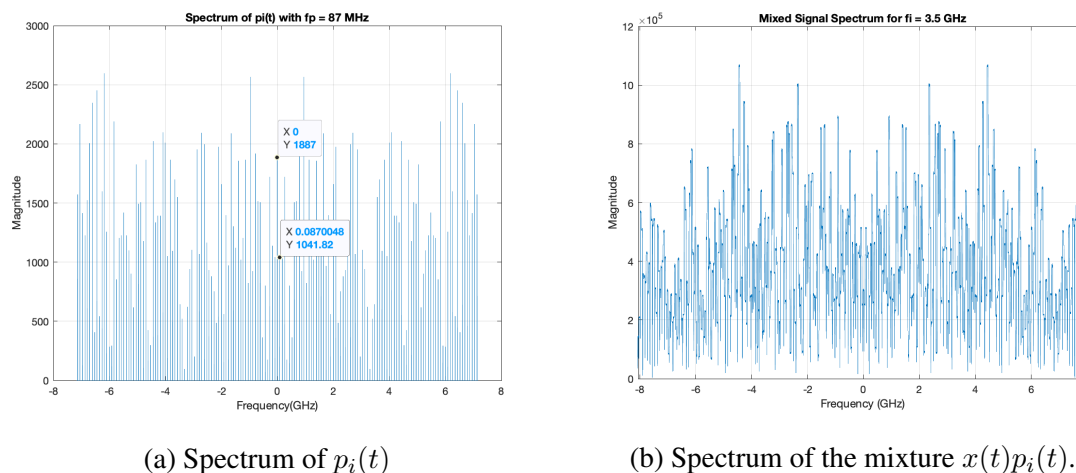 Spectrum of pi(t) with fp = 87 MHz
3000
2500
2000
1500
1000
500
0
Magnitude
X 0
Y 1887
X 0.0870048
Y 1041.82
-8 -6 -4 -2 0 2 4 6 8
Frequency(GHz)
(a) Spectrum of p_i(t)
Mixed Signal Spectrum for fi = 3.5 GHz
×10^5
12
10
8
6
4
2
0
Magnitude
-8 -6 -4 -2 0 2 4 6
Frequency (GHz)
(b) Spectrum of the mixture x(t)p_i(t).